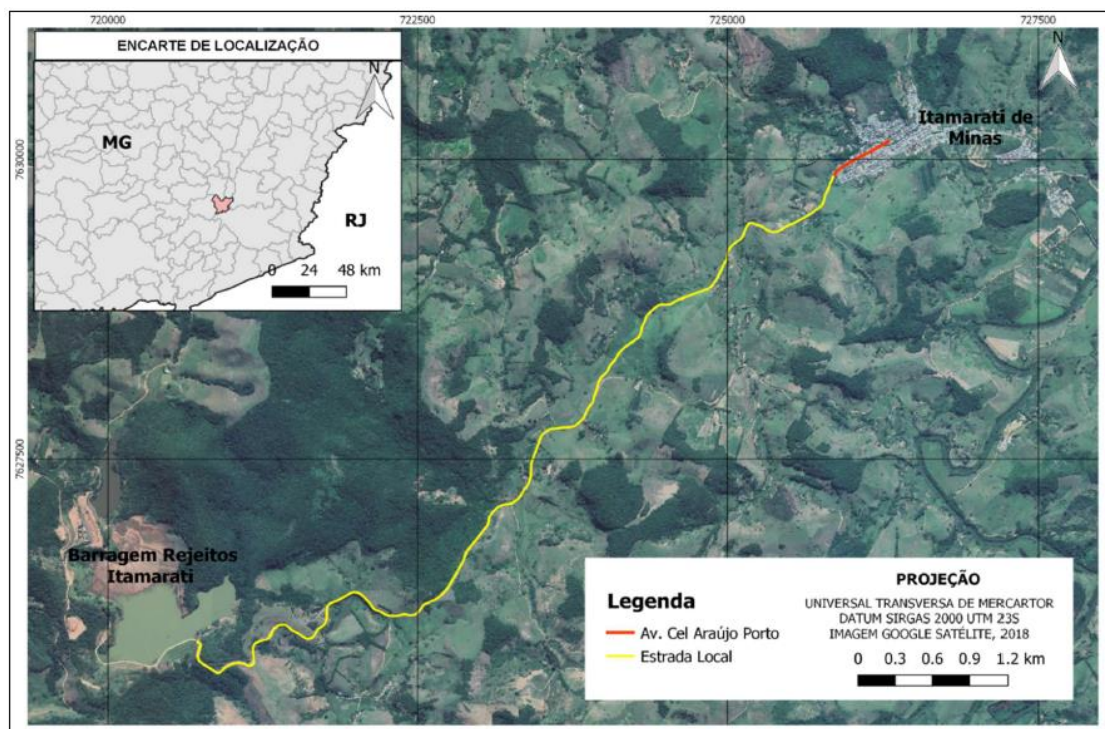 720000
722500
725000
727500
ENCARTE DE LOCALIZAÇÃO
N
N
MG
Itamarati de
Minas
7630000
RJ
0 24 48 km
7627500
Barragem Rejeitos
Itamarati
Legenda
Av. Cel Araújo Porto
Estrada Local
PROJEÇÃO
UNIVERSAL TRANSVERSA DE MERCARTOR
DATUM SIRGAS 2000 UTM 23S
IMAGEM GOOGLE SATÉLITE, 2018
0 0.3 0.6 0.9 1.2 km